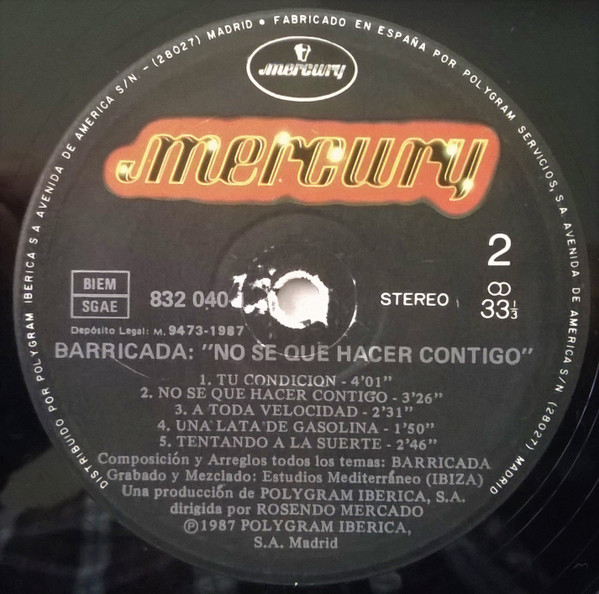 DISTRIBUIDO POR POLYGRAM IBERICA S A AVENIDA DE AMERICA S/N - (28027) MADRID • FABRICADO EN ESPAÑA POR POLYGRAM SERVICIOS, S.A. AVENIDA DE AMERICA S/N (28027) MADRID
mercury
mercury
2
BIEM
SGAE
832 040
STEREO
33 1/3
Depósito Legal: M. 9473-1987
BARRICADA: "NO SE QUE HACER CONTIGO"
1. TU CONDICION - 4'01"
2. NO SE QUE HACER CONTIGO - 3'26"
3. A TODA VELOCIDAD - 2'31"
4. UNA LATA DE GASOLINA - 1'50"
5. TENTANDO A LA SUERTE - 2'46"
Composición y Arreglos todos los temas: BARRICADA
Grabado y Mezclado: Estudios Mediterráneo (IBIZA)
Una producción de POLYGRAM IBERICA, S.A.
dirigida por ROSENDO MERCADO
Ⓟ1987 POLYGRAM IBERICA,
S.A. Madrid